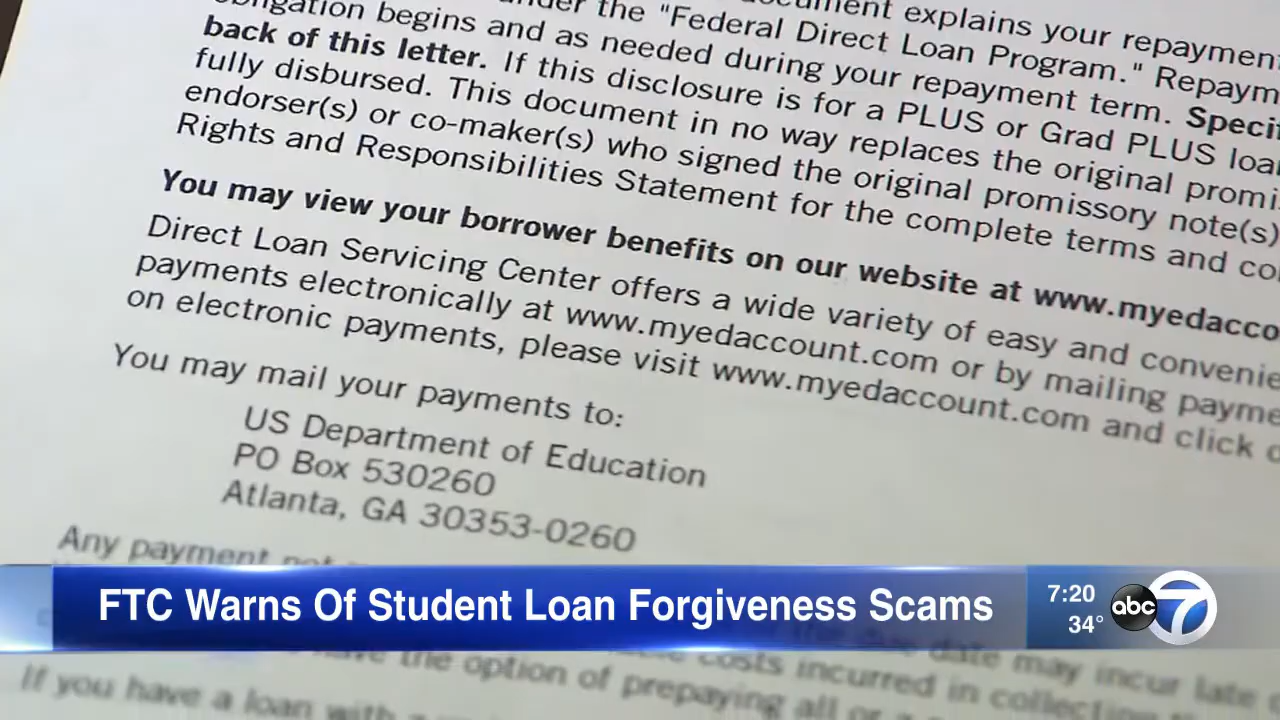 document explains your repayment
obligation begins and as needed during your repayment term. Specif
under the "Federal Direct Loan Program." Repaym
back of this letter. If this disclosure is for a PLUS or Grad PLUS loa
fully disbursed. This document in no way replaces the original promi
endorser(s) or co-maker(s) who signed the original promissory note(s)
Rights and Responsibilities Statement for the complete terms and co
You may view your borrower benefits on our website at www.myedacco
Direct Loan Servicing Center offers a wide variety of easy and convenie
payments electronically at www.myedaccount.com or by mailing payme
on electronic payments, please visit www.myedaccount.com and click
You may mail your payments to:
US Department of Education
PO Box 530260
Atlanta, GA 30353-0260
Any payment not
FTC Warns Of Student Loan Forgiveness Scams
7:20
34°
abc 7
due date may incur late
costs incurred in
have the option of prepaying all or a
If you have a loan with